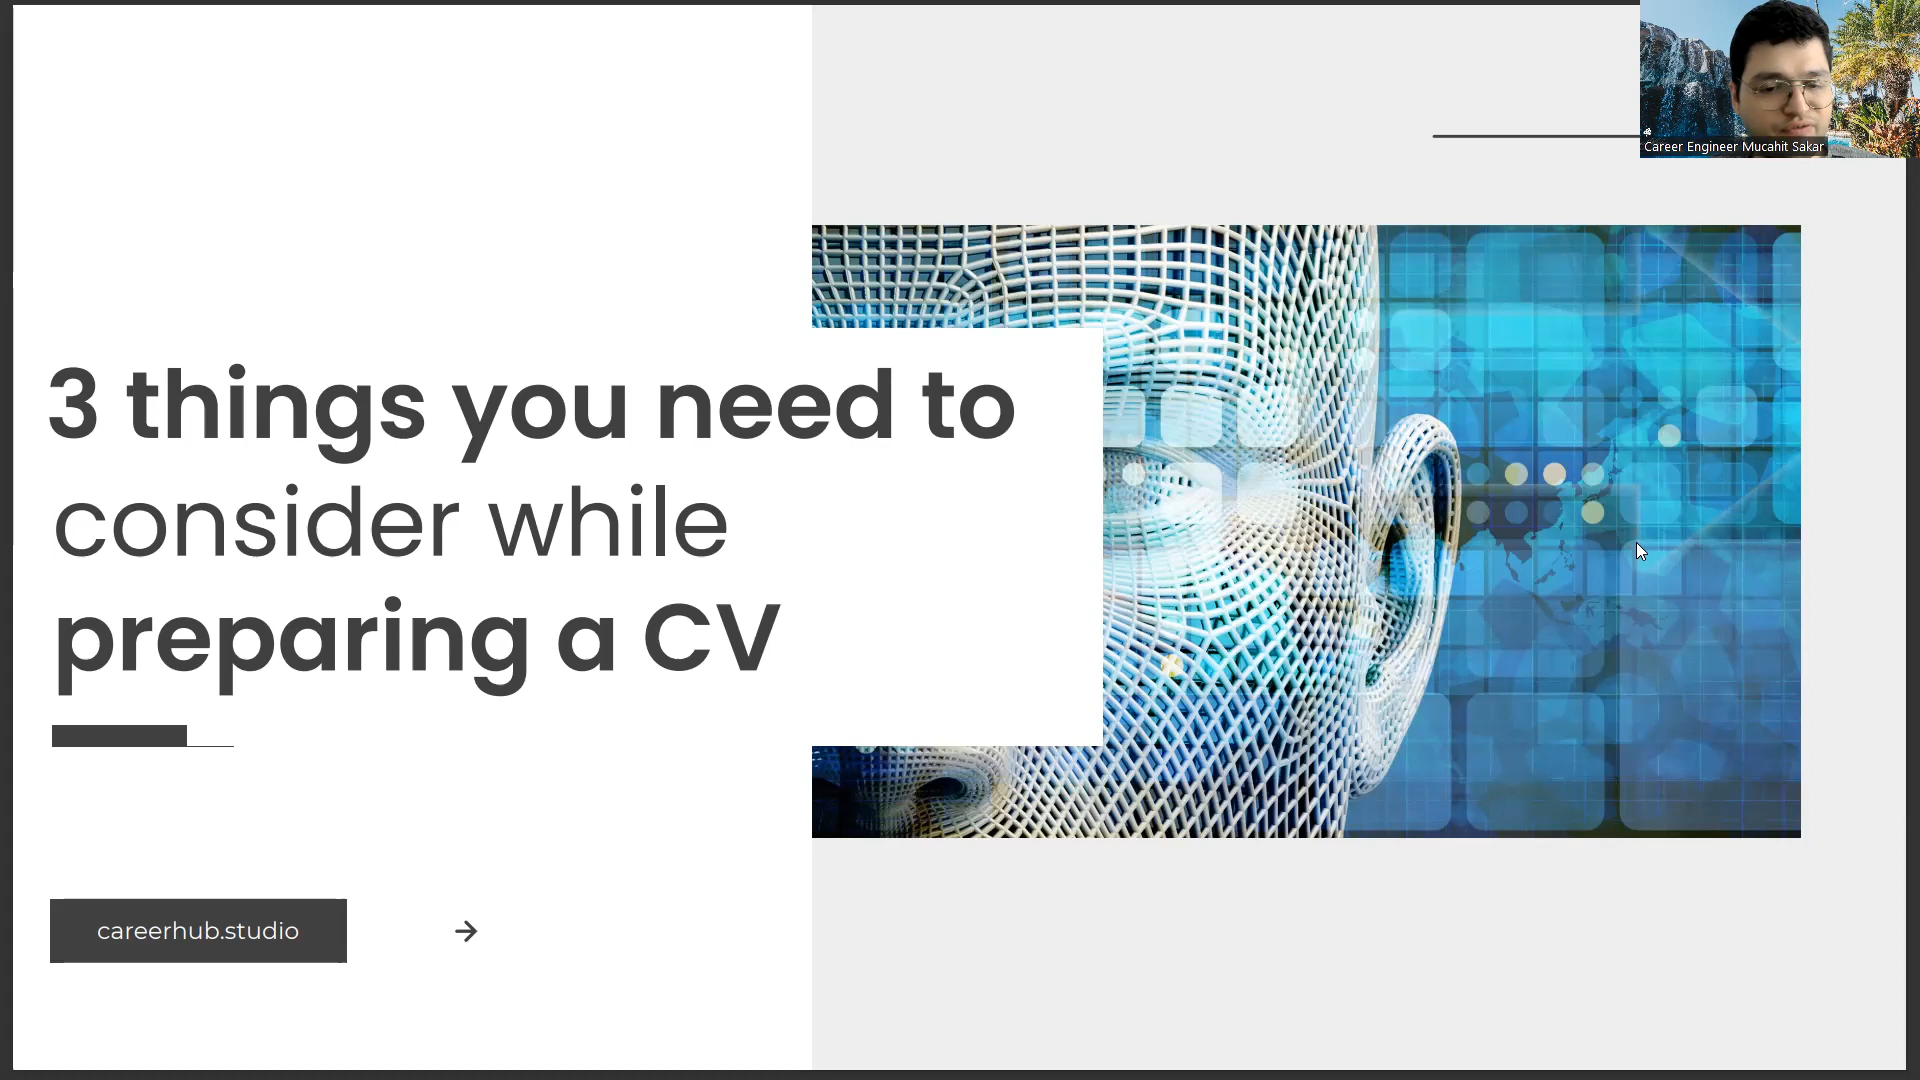 Career Engineer Mucahit Sakar
3 things you need to
consider while
preparing a CV
careerhub.studio